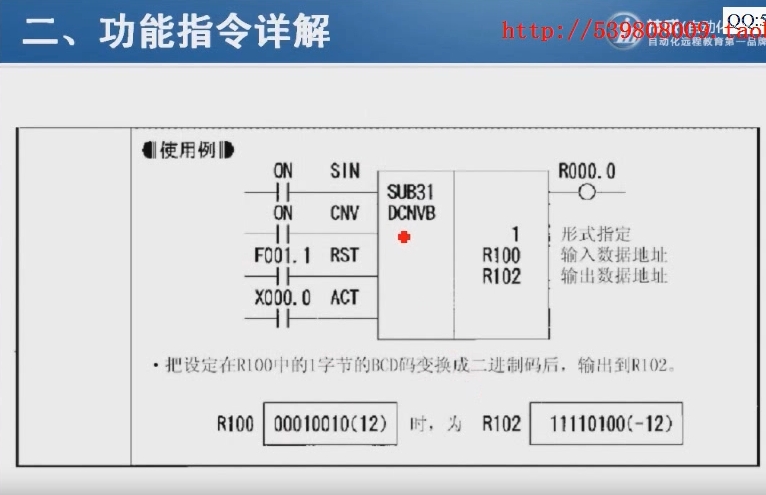 二、功能指令详解
http://539808009.taob
QQ:5
自动化远程教育第一品牌
使用例
ON SIN R000.0
SUB31
ON CNV DCNVB
1 形式指定
F001.1 RST R100 输入数据地址
R102 输出数据地址
X000.0 ACT
·把设定在R100中的1字节的BCD码变换成二进制码后，输出到R102。
R100 00010010(12) 时，为 R102 11110100(-12)